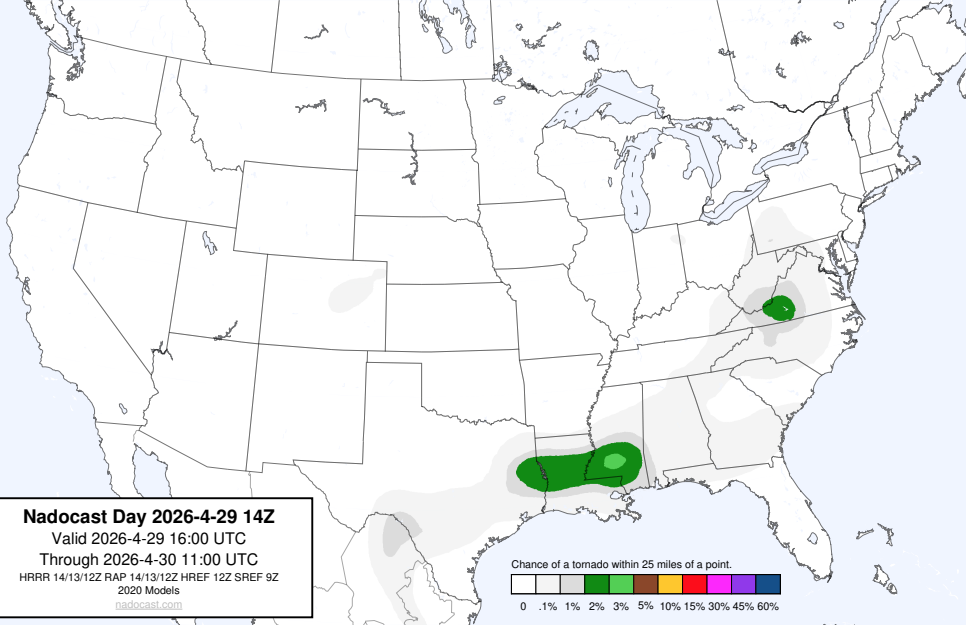 Nadocast Day 2026-4-29 14Z
Valid 2026-4-29 16:00 UTC
Through 2026-4-30 11:00 UTC
HRRR 14/13/12Z RAP 14/13/12Z HREF 12Z SREF 9Z
2020 Models
nadocast.com
Chance of a tornado within 25 miles of a point.
0 .1% 1% 2% 3% 5% 10% 15% 30% 45% 60%